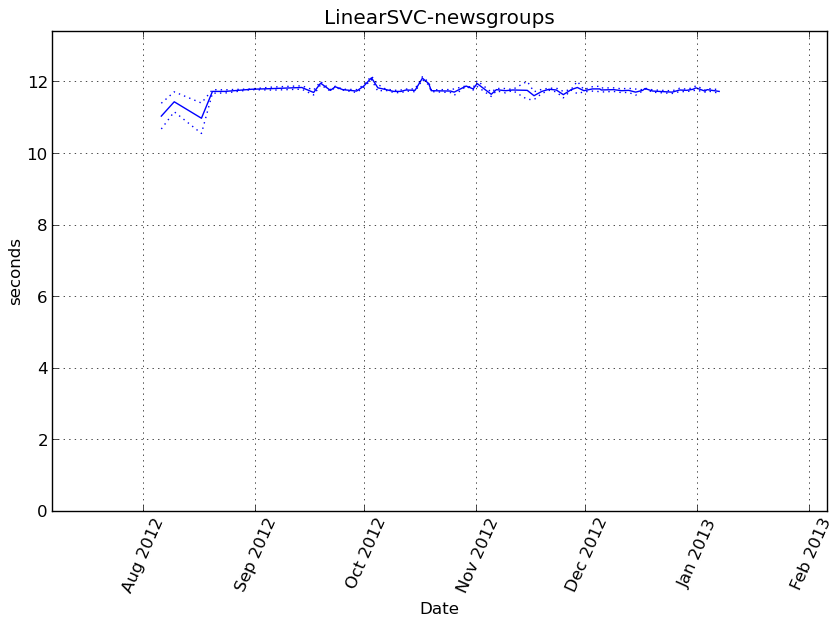 LinearSVC-newsgroups
seconds
12
10
8
6
4
2
0
Aug 2012
Sep 2012
Oct 2012
Nov 2012
Dec 2012
Jan 2013
Feb 2013
Date